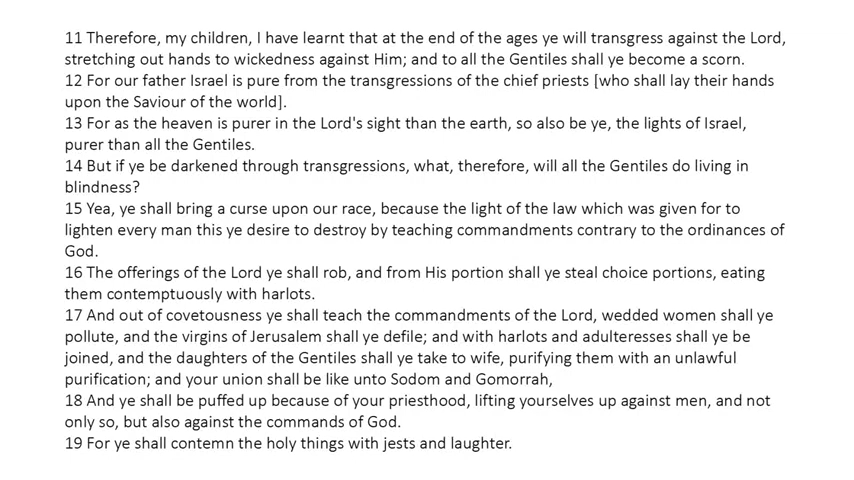 11 Therefore, my children, I have learnt that at the end of the ages ye will transgress against the Lord,
stretching out hands to wickedness against Him; and to all the Gentiles shall ye become a scorn.
12 For our father Israel is pure from the transgressions of the chief priests [who shall lay their hands
upon the Saviour of the world].
13 For as the heaven is purer in the Lord's sight than the earth, so also be ye, the lights of Israel,
purer than all the Gentiles.
14 But if ye be darkened through transgressions, what, therefore, will all the Gentiles do living in
blindness?
15 Yea, ye shall bring a curse upon our race, because the light of the law which was given for to
lighten every man this ye desire to destroy by teaching commandments contrary to the ordinances of
God.
16 The offerings of the Lord ye shall rob, and from His portion shall ye steal choice portions, eating
them contemptuously with harlots.
17 And out of covetousness ye shall teach the commandments of the Lord, wedded women shall ye
pollute, and the virgins of Jerusalem shall ye defile; and with harlots and adulteresses shall ye be
joined, and the daughters of the Gentiles shall ye take to wife, purifying them with an unlawful
purification; and your union shall be like unto Sodom and Gomorrah,
18 And ye shall be puffed up because of your priesthood, lifting yourselves up against men, and not
only so, but also against the commands of God.
19 For ye shall contemn the holy things with jests and laughter.